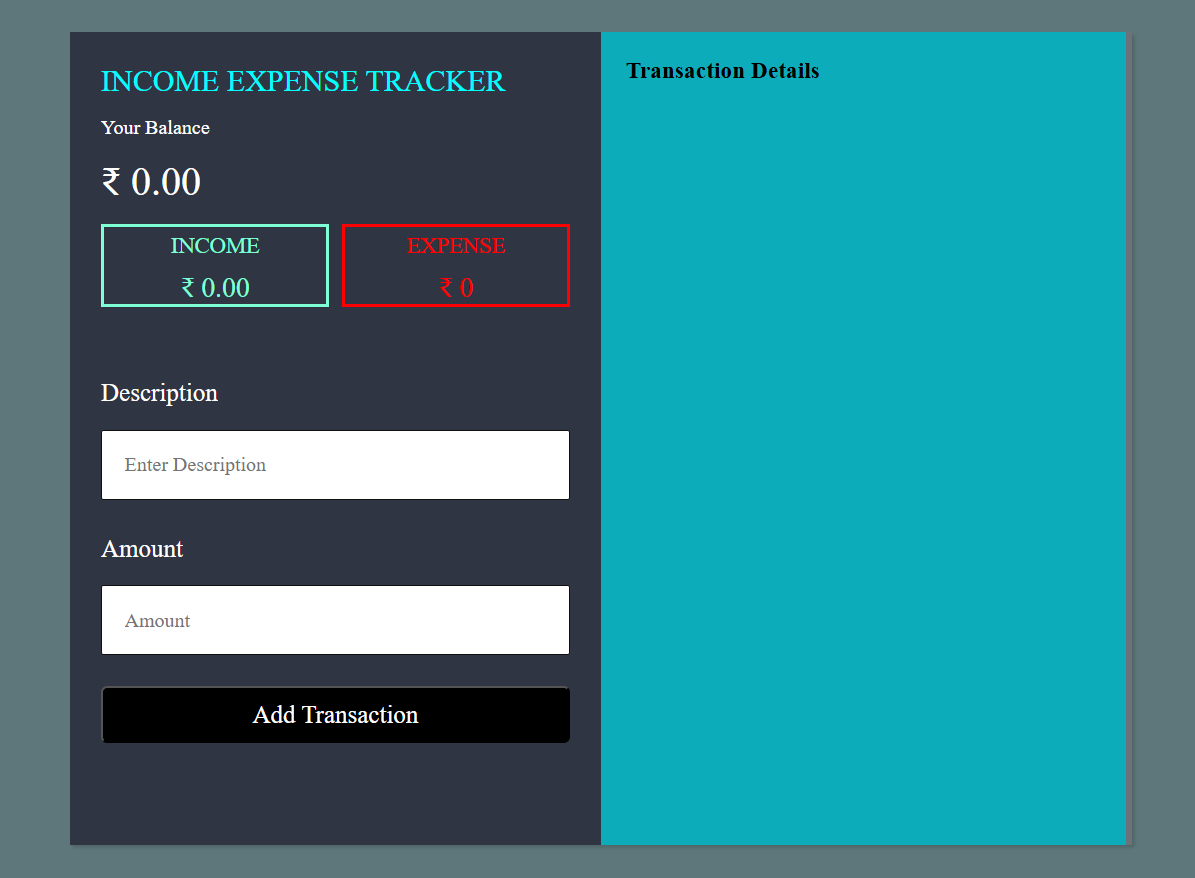 INCOME EXPENSE TRACKER
Your Balance
₹ 0.00
INCOME
₹ 0.00
EXPENSE
₹ 0
Description
Enter Description
Amount
Amount
Add Transaction
Transaction Details